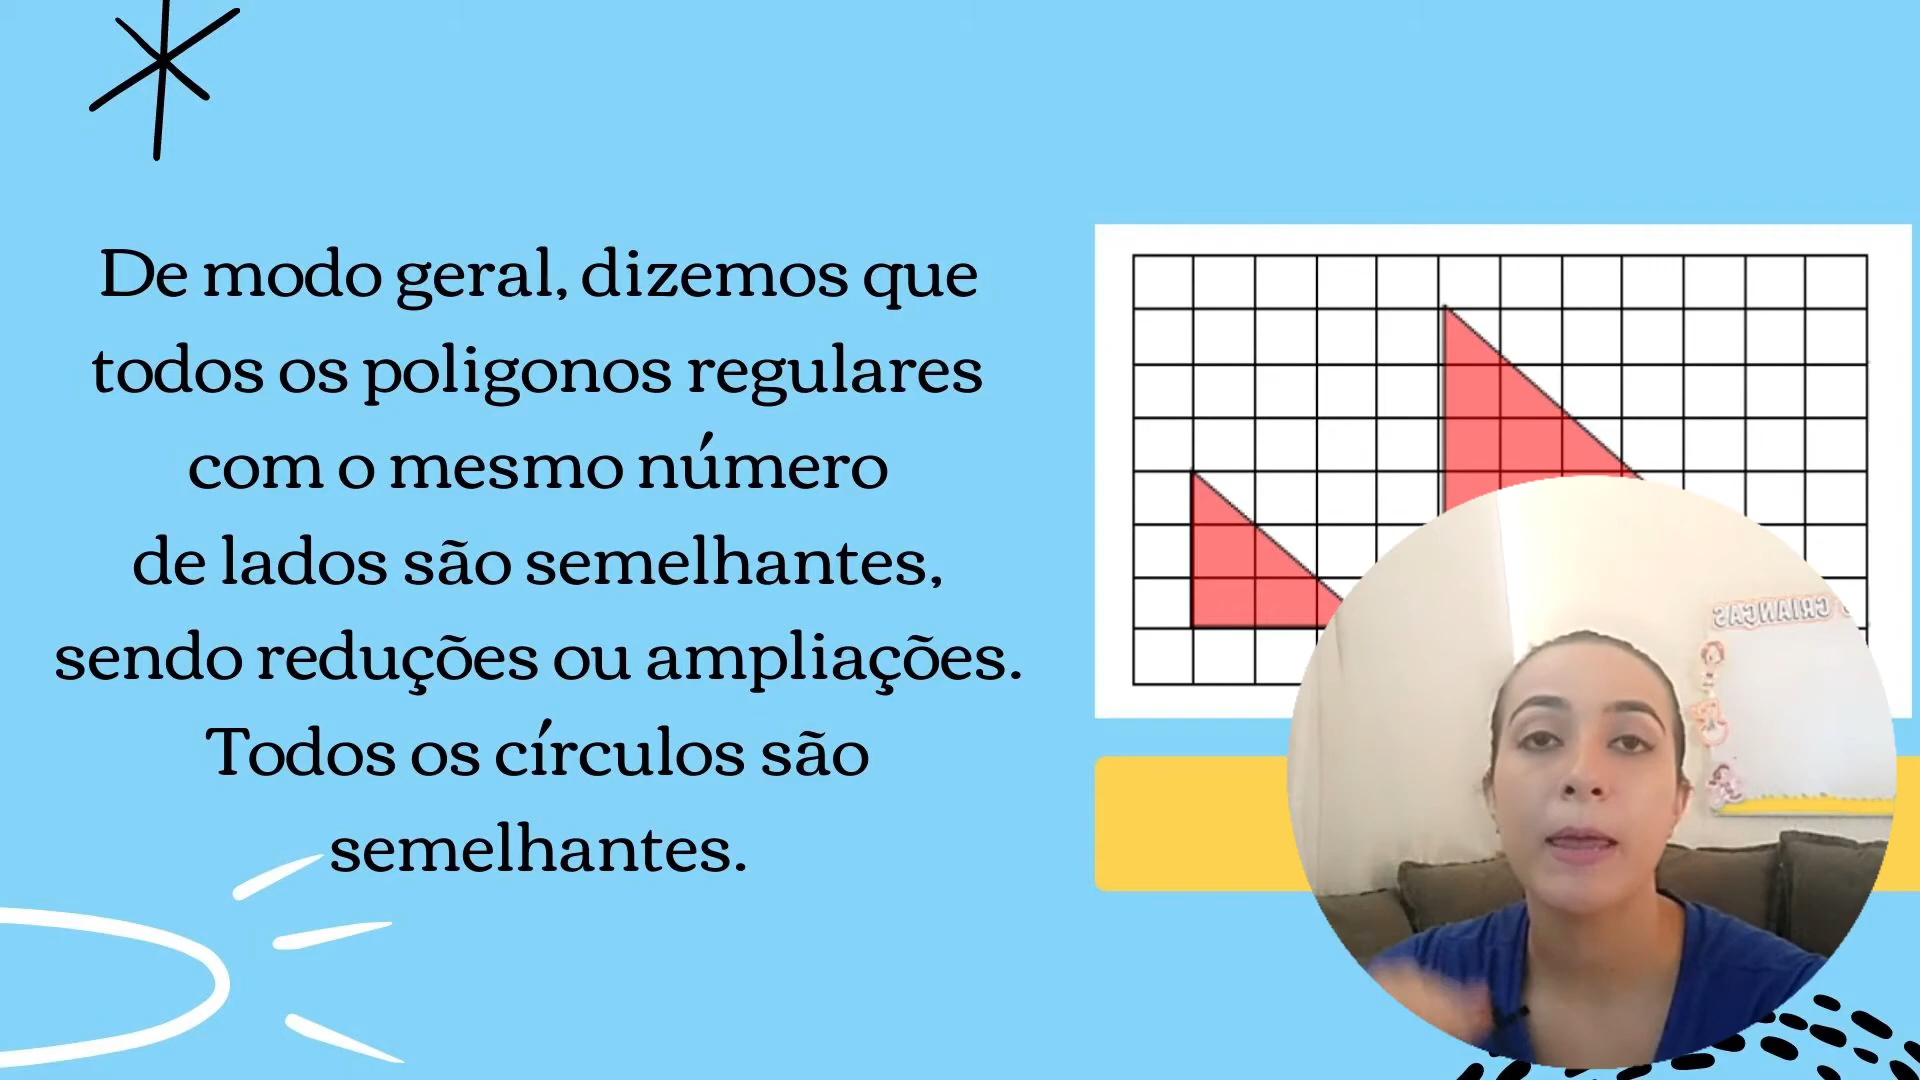 De modo geral, dizemos que
todos os poligonos regulares
com o mesmo número
de lados são semelhantes,
sendo reduções ou ampliações.
Todos os círculos são
semelhantes.
CRIANÇAS